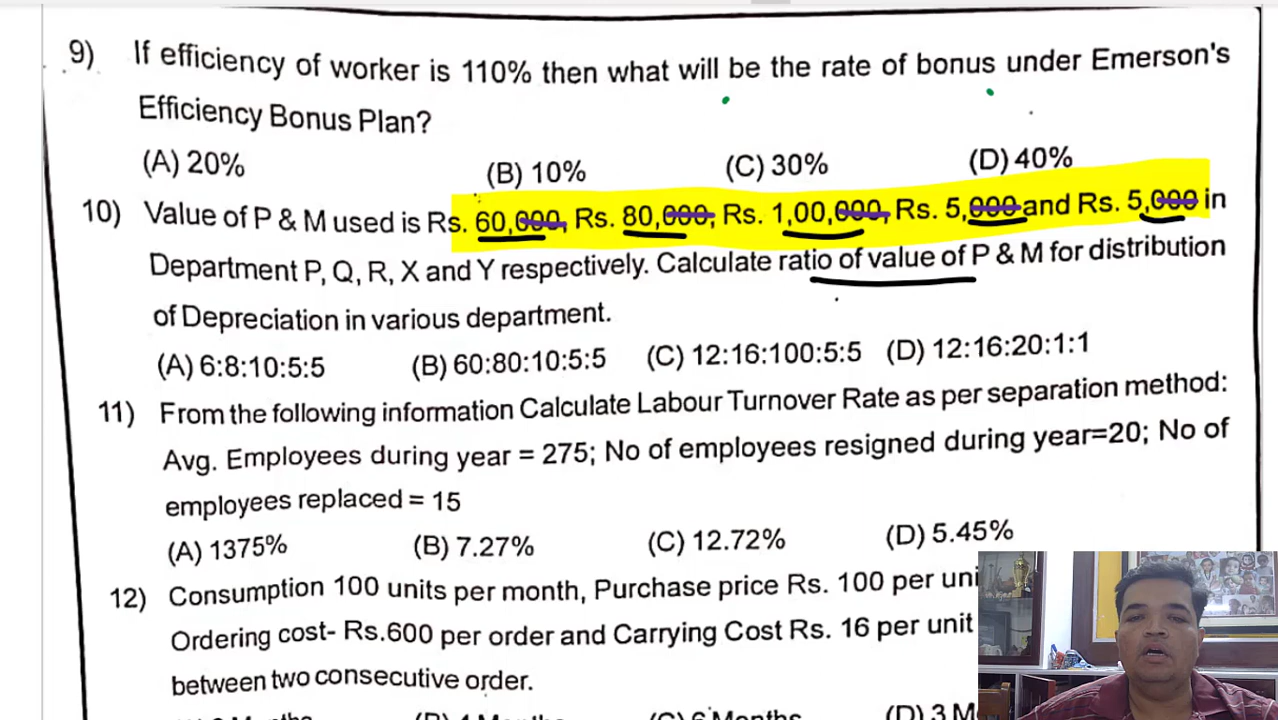 9) If efficiency of worker is 110% then what will be the rate of bonus under Emerson's
Efficiency Bonus Plan?
(A) 20% (B) 10% (C) 30% (D) 40%
10) Value of P & M used is Rs. 60,000, Rs. 80,000, Rs. 1,00,000, Rs. 5,000 and Rs. 5,000 in
Department P, Q, R, X and Y respectively. Calculate ratio of value of P & M for distribution
of Depreciation in various department.
(A) 6:8:10:5:5 (B) 60:80:10:5:5 (C) 12:16:100:5:5 (D) 12:16:20:1:1
11) From the following information Calculate Labour Turnover Rate as per separation method:
Avg. Employees during year = 275; No of employees resigned during year=20; No of
employees replaced = 15
(A) 1375% (B) 7.27% (C) 12.72% (D) 5.45%
12) Consumption 100 units per month, Purchase price Rs. 100 per uni
Ordering cost- Rs.600 per order and Carrying Cost Rs. 16 per unit
between two consecutive order.
(C) 6 Months (D) 3 M